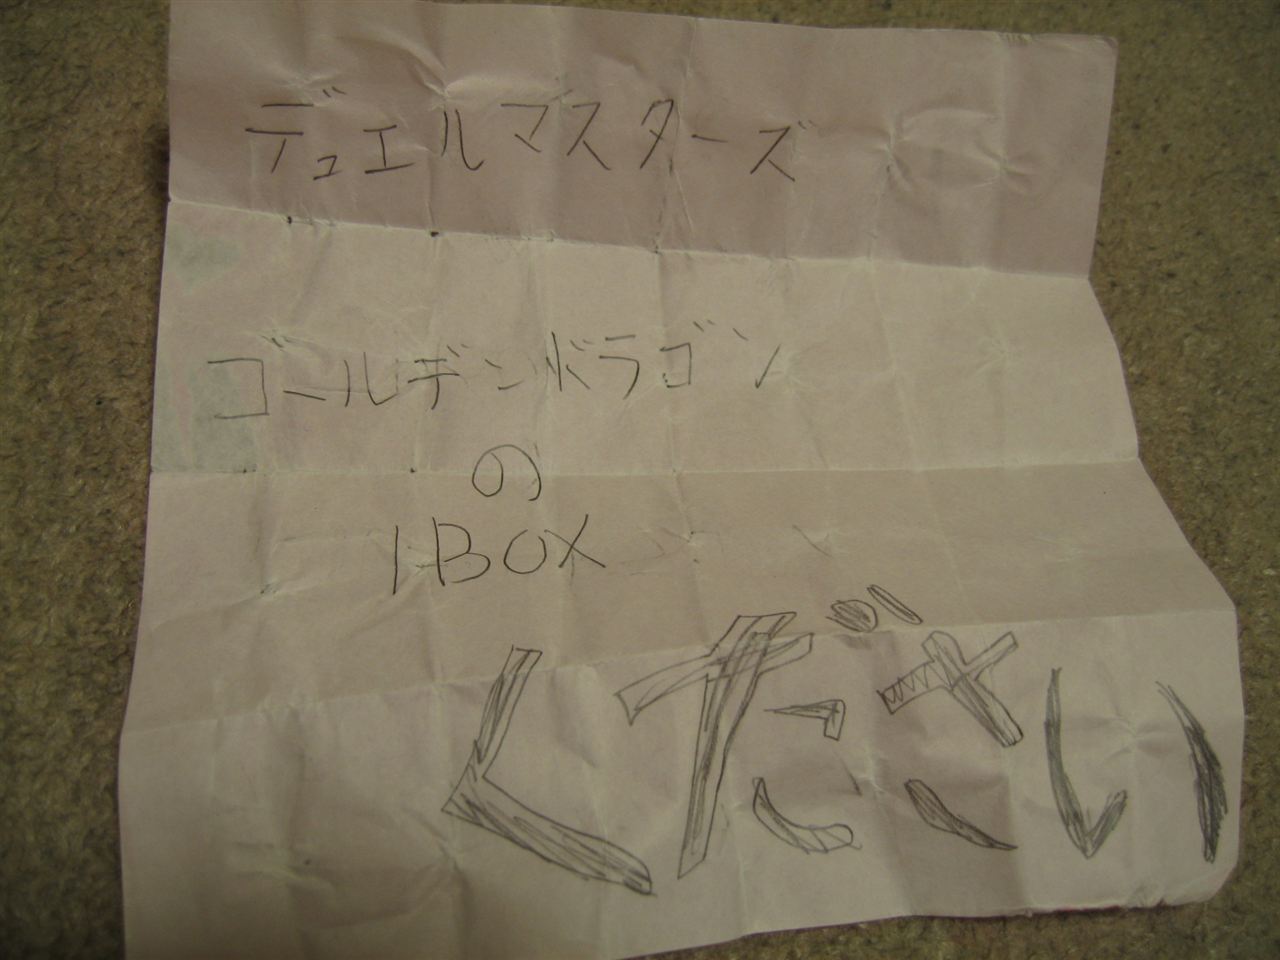 デュエルマスターズ
ゴールデンドラゴン
の
1BOX
ください